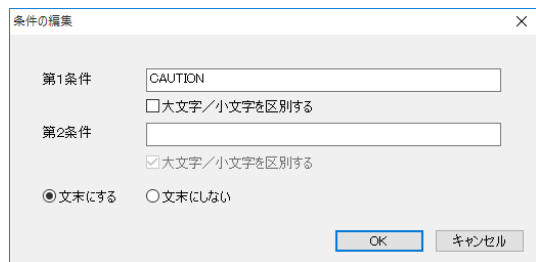 条件の編集
第1条件
CAUTION
大文字／小文字を区別する
第2条件
大文字／小文字を区別する
文末にする 文末にしない
OK キャンセル